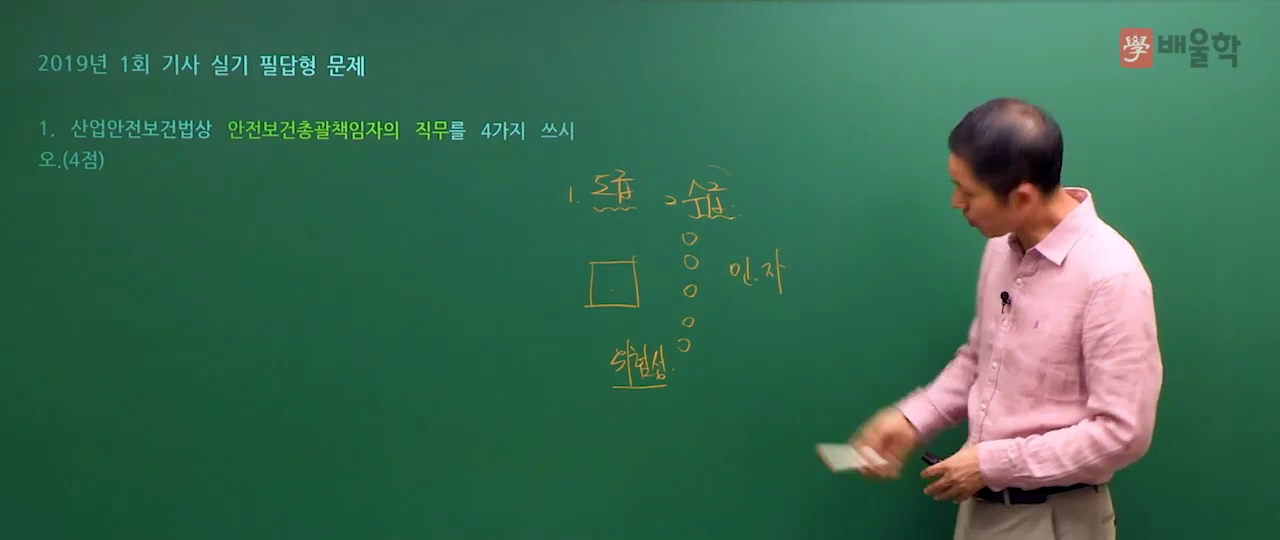 學 배울학
2019년 1회 기사 실기 필답형 문제
1. 산업안전보건법상 안전보건총괄책임자의 직무를 4가지 쓰시
오.(4점)
1. 도급 2. 수급
인.자
위험성